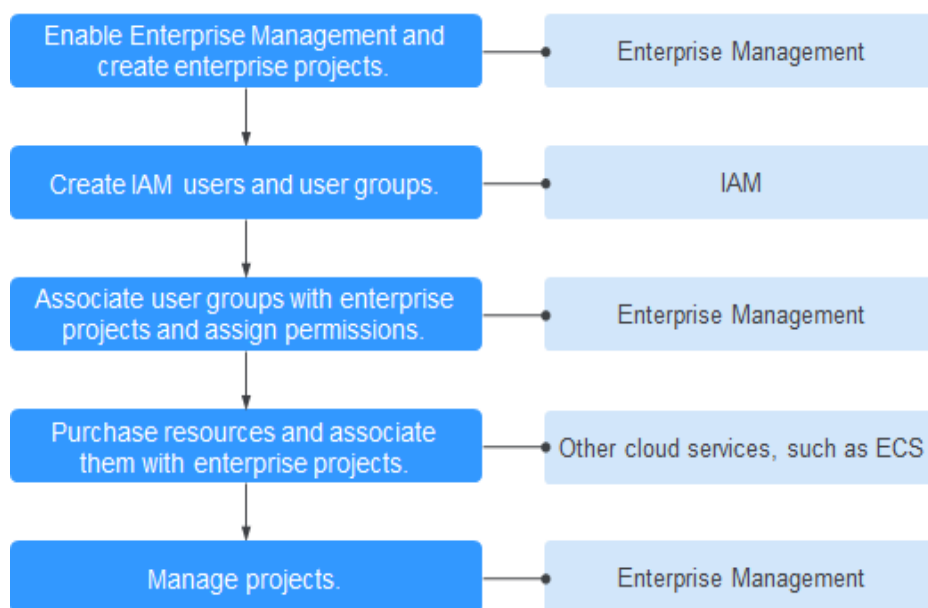 Enable Enterprise Management and
create enterprise projects.
Enterprise Management
Create IAM users and user groups.
IAM
Associate user groups with enterprise
projects and assign permissions.
Enterprise Management
Purchase resources and associate
them with enterprise projects.
Other cloud services, such as ECS
Manage projects.
Enterprise Management